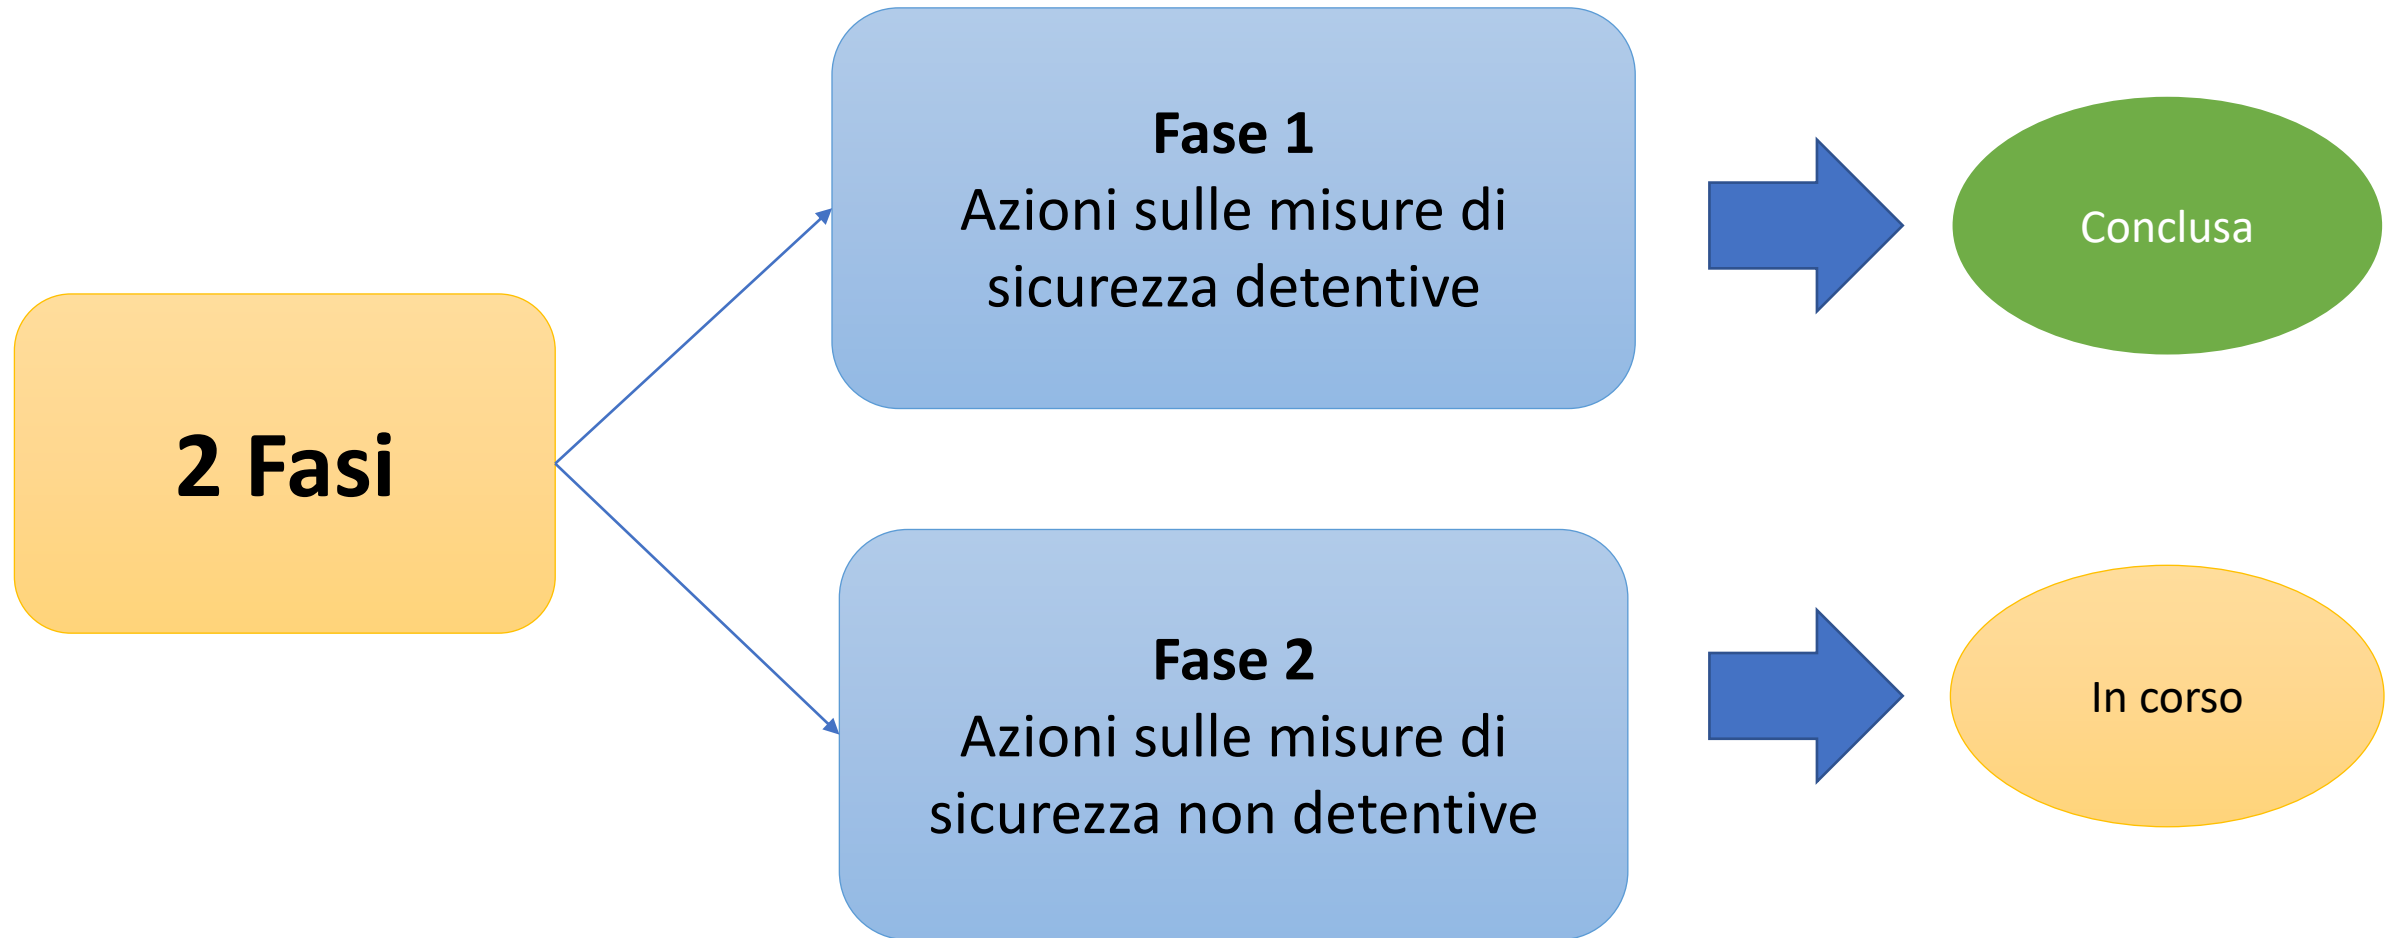 2 Fasi
Fase 1
Azioni sulle misure di
sicurezza detentive
Conclusa
Fase 2
Azioni sulle misure di
sicurezza non detentive
In corso